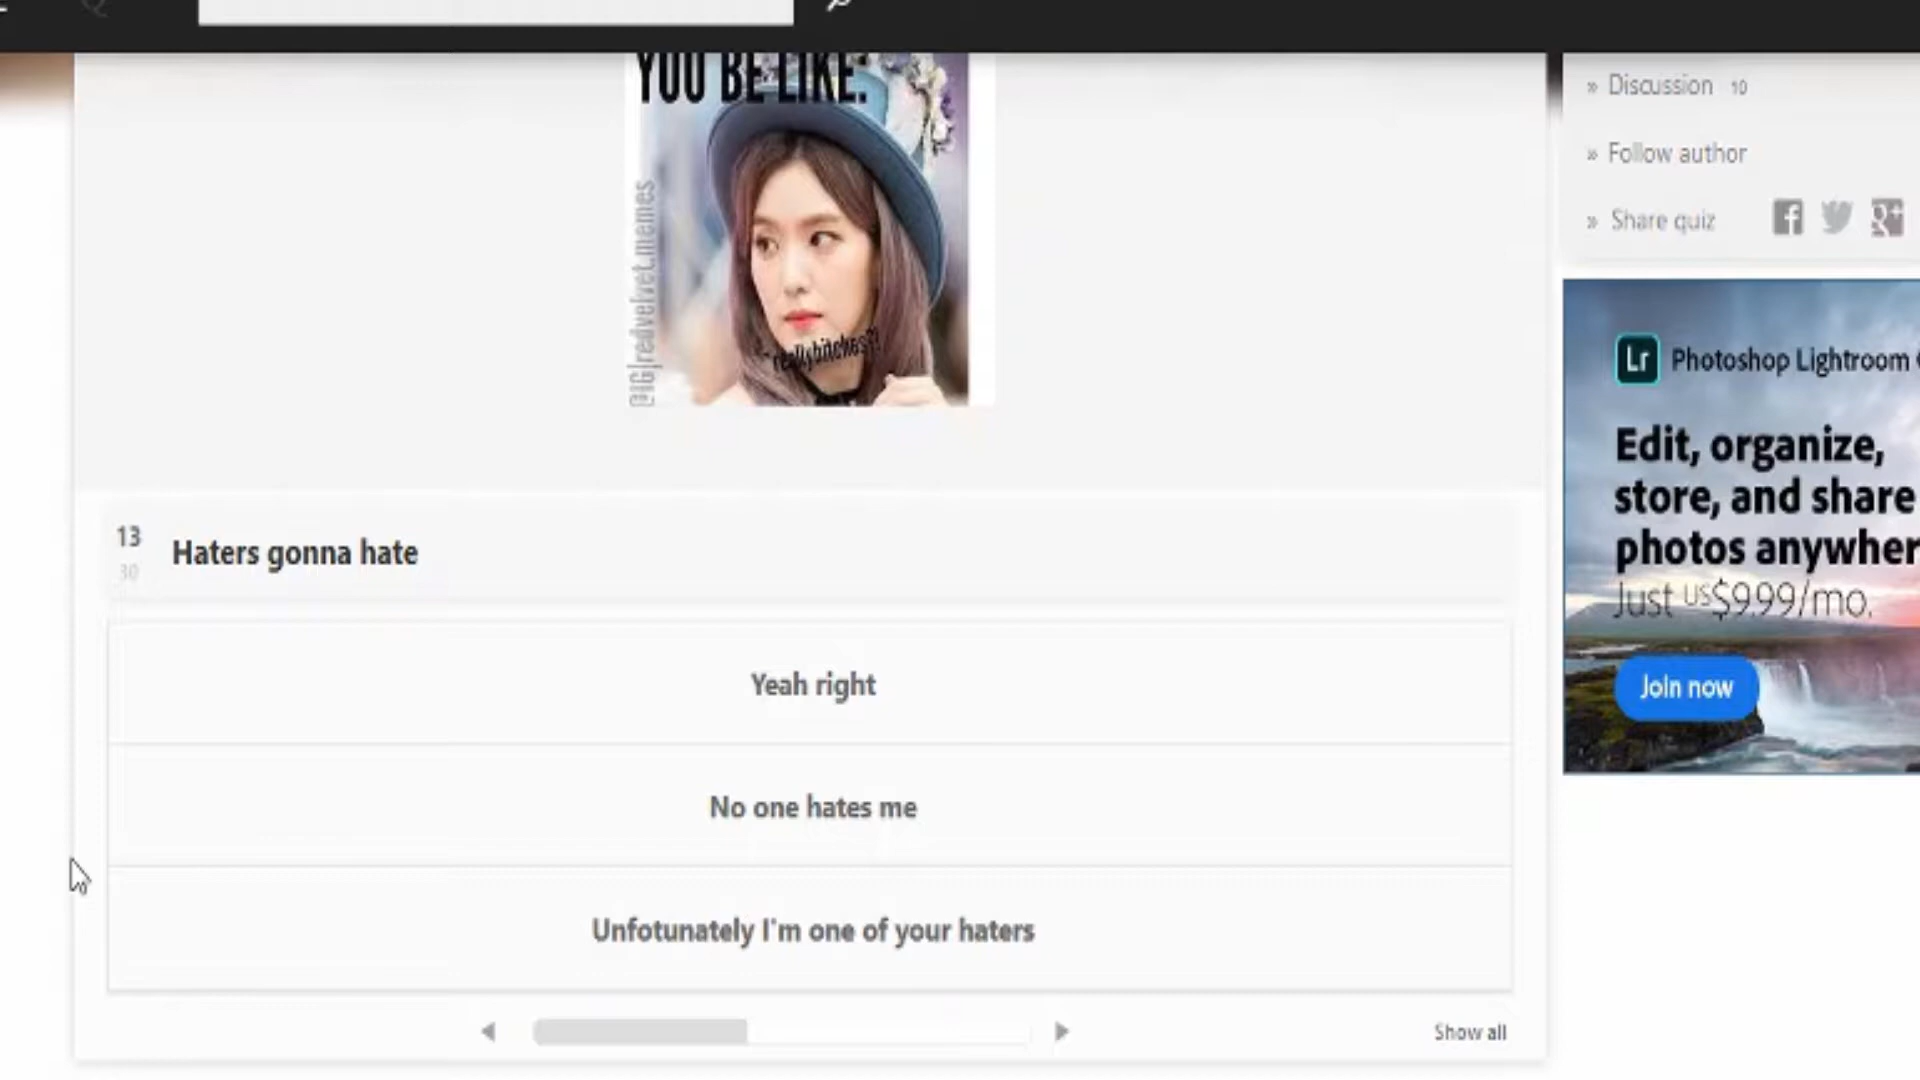 YOU BE LIKE:
@IG|redvelvet.memes
"reallybitches?!
13
30
Haters gonna hate
Yeah right
No one hates me
Unfotunately I'm one of your haters
Show all
» Discussion 10
» Follow author
» Share quiz
Lr Photoshop Lightroom
Edit, organize,
store, and share
photos anywher
Just US$9.99/mo.
Join now